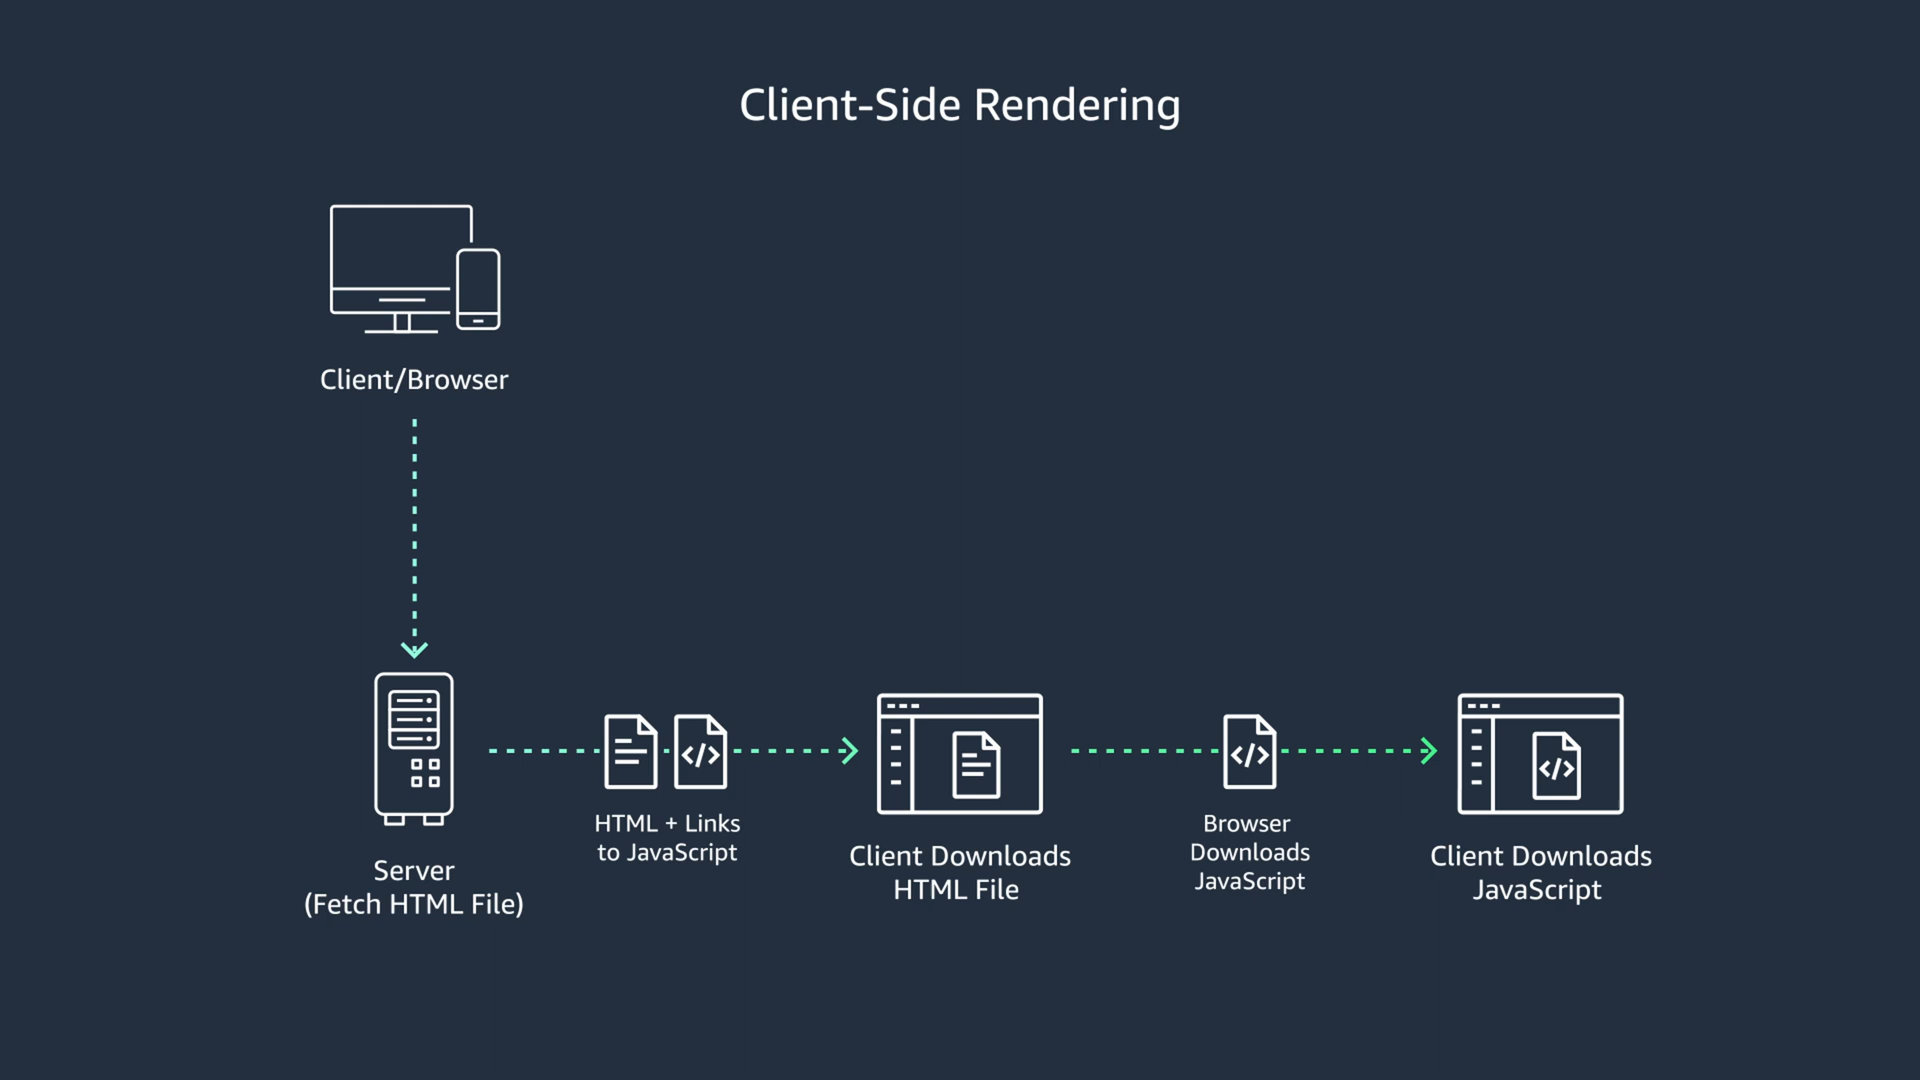 Client-Side Rendering
Client/Browser
Server
(Fetch HTML File)
HTML + Links
to JavaScript
Client Downloads
HTML File
Browser
Downloads
JavaScript
Client Downloads
JavaScript